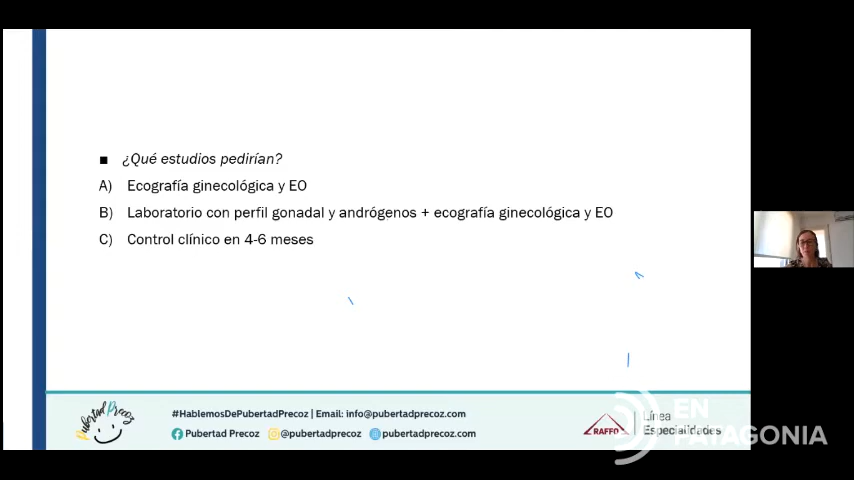 ¿Qué estudios pedirían?
A) Ecografía ginecológica y EO
B) Laboratorio con perfil gonadal y andrógenos + ecografía ginecológica y EO
C) Control clínico en 4-6 meses
Pubertad Precoz
#HablemosDePubertadPrecoz | Email: info@pubertadprecoz.com
Pubertad Precoz @pubertadprecoz pubertadprecoz.com
RAFFO
Línea
Especialidades
EN
PATAGONIA